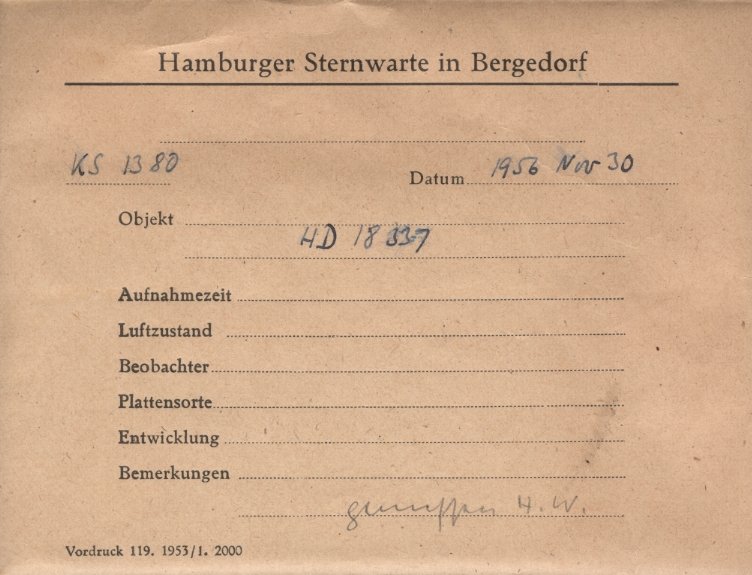 Hamburger Sternwarte in Bergedorf
KS 1380
Datum 1956 Nov 30
Objekt
HD 18337
Aufnahmezeit
Luftzustand
Beobachter
Plattensorte
Entwicklung
Bemerkungen
gemessen H.W.
Vordruck 119. 1953/1. 2000